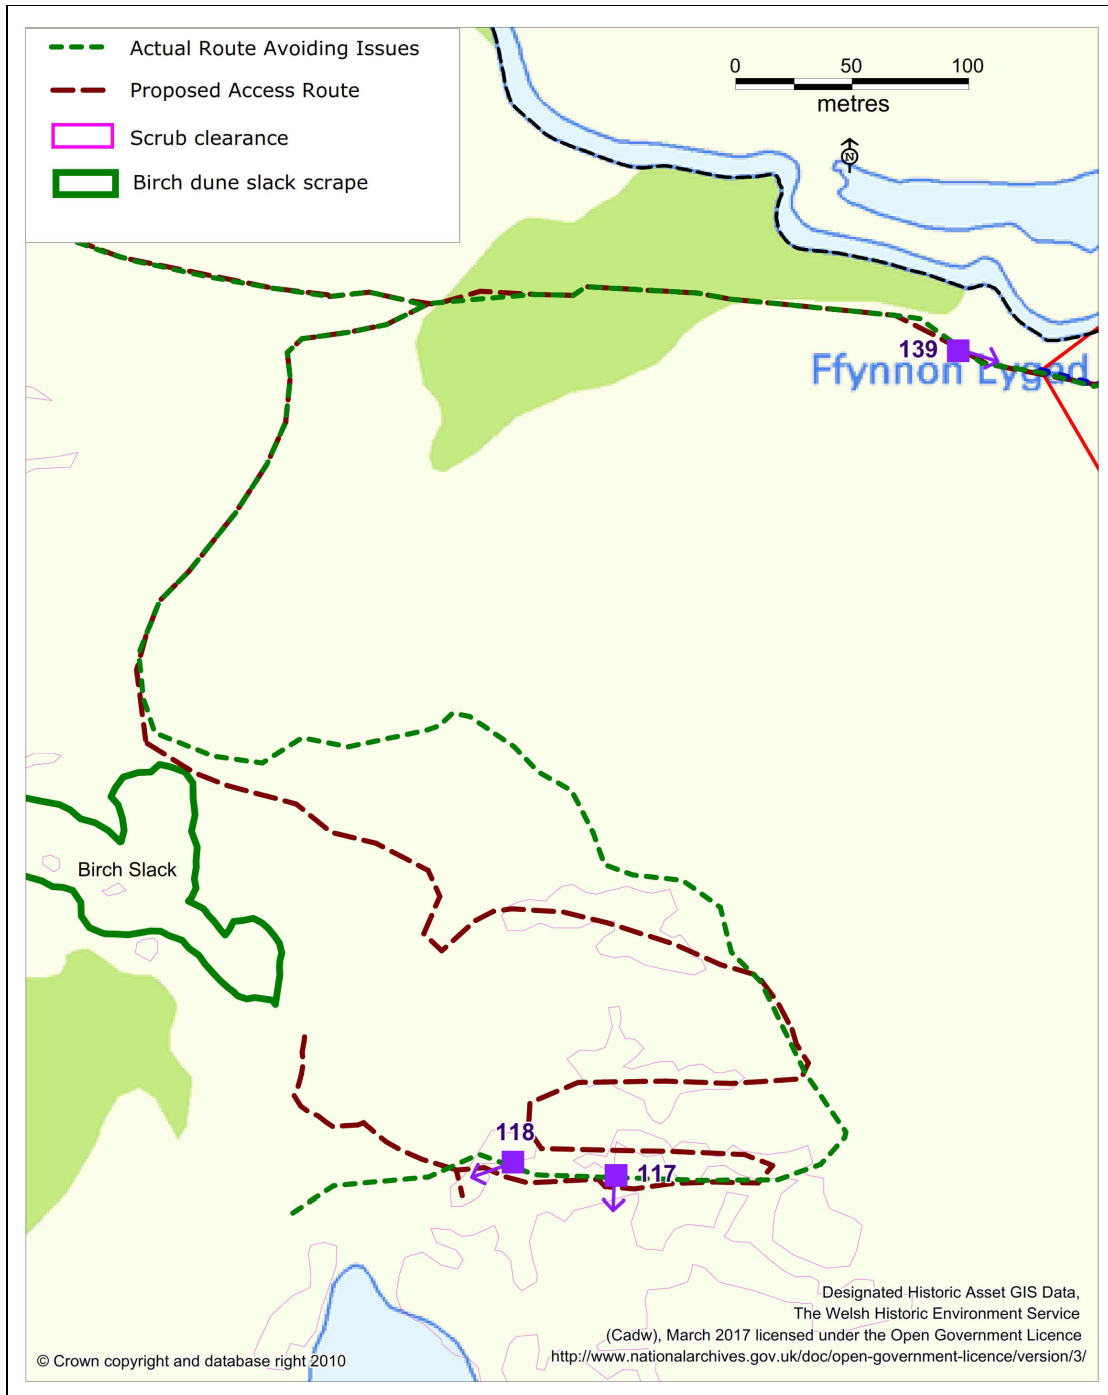 Actual Route Avoiding Issues
Proposed Access Route
Scrub clearance
Birch dune slack scrape
0 50 100
metres
N
139
Ffynnon Lygad
Birch Slack
118
117
Designated Historic Asset GIS Data,
The Welsh Historic Environment Service
(Cadw), March 2017 licensed under the Open Government Licence
http://www.nationalarchives.gov.uk/doc/open-government-licence/version/3/
© Crown copyright and database right 2010